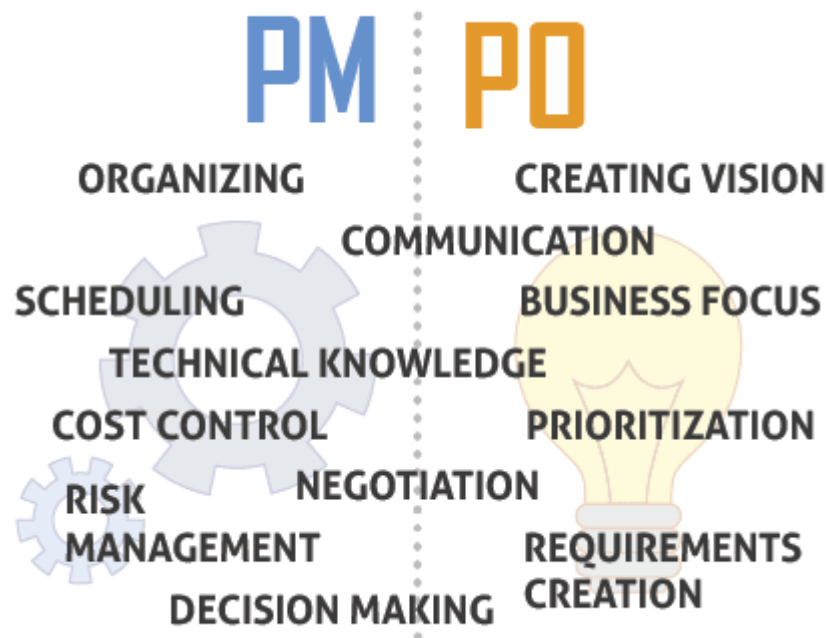 PM PO
ORGANIZING CREATING VISION
COMMUNICATION
SCHEDULING BUSINESS FOCUS
TECHNICAL KNOWLEDGE
COST CONTROL PRIORITIZATION
NEGOTIATION
RISK
MANAGEMENT REQUIREMENTS
CREATION
DECISION MAKING